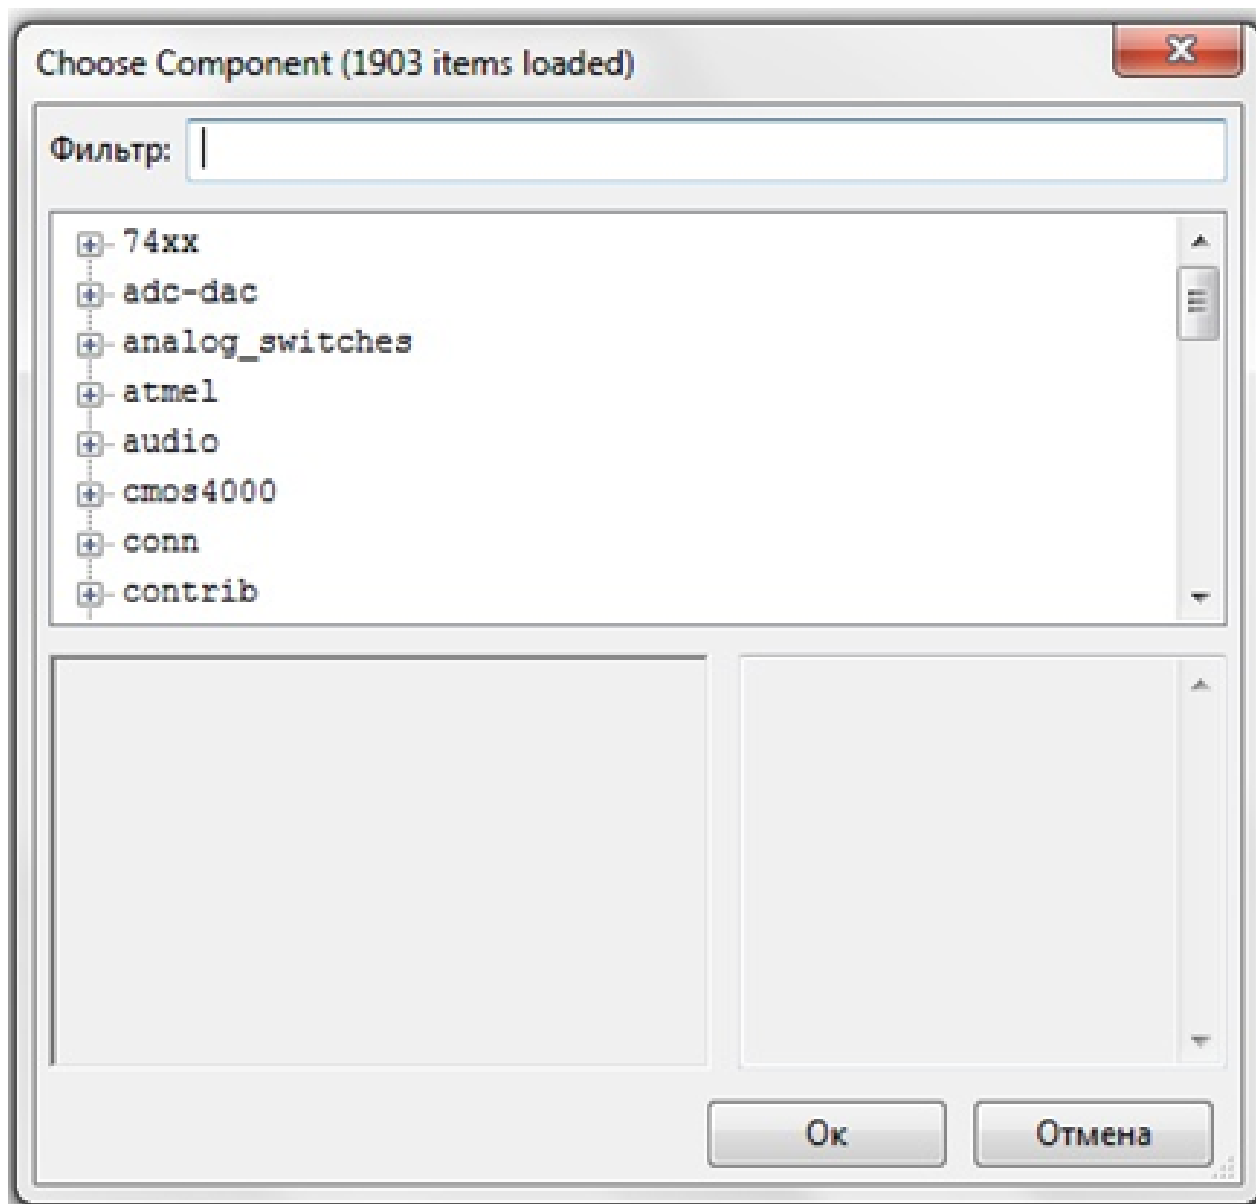 Choose Component (1903 items loaded)
Фильтр:
74xx
adc-dac
analog_switches
atmel
audio
cmos4000
conn
contrib
Ок Отмена